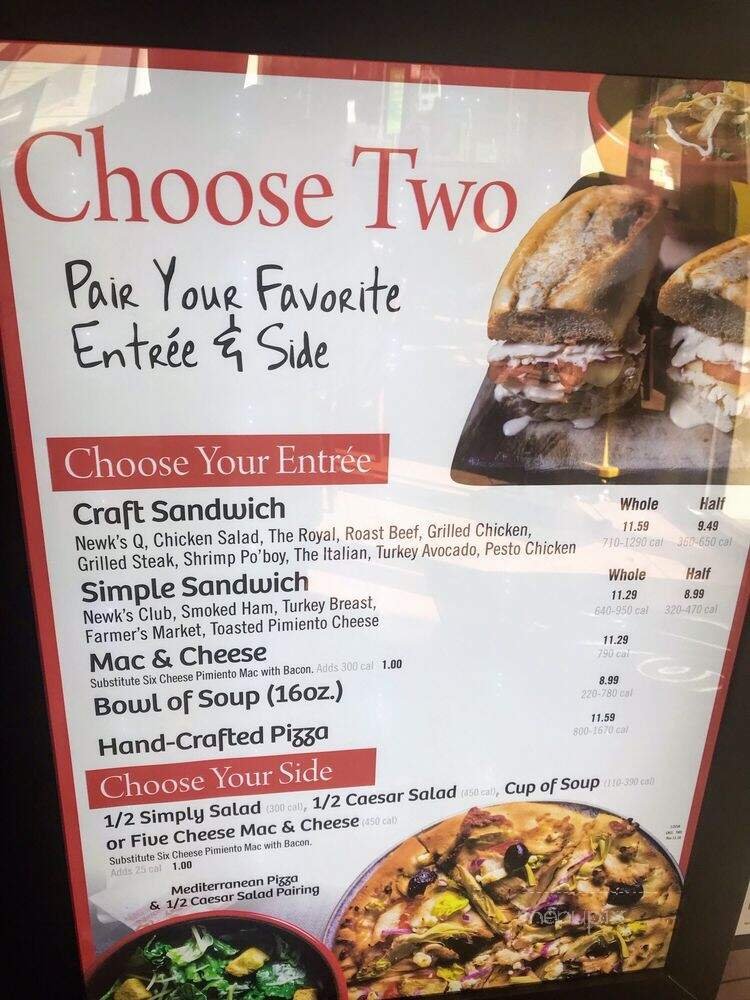 Choose Two
Pair Your Favorite
Entrée & Side
Choose Your Entrée
Craft Sandwich
Whole Half
11.59 9.49
710-1290 cal 360-650 cal
Newk's Q, Chicken Salad, The Royal, Roast Beef, Grilled Chicken,
Grilled Steak, Shrimp Po'boy, The Italian, Turkey Avocado, Pesto Chicken
Simple Sandwich
Whole Half
11.29 8.99
640-950 cal 320-470 cal
Newk's Club, Smoked Ham, Turkey Breast,
Farmer's Market, Toasted Pimiento Cheese
Mac & Cheese
11.29
790 cal
Substitute Six Cheese Pimiento Mac with Bacon. Adds 300 cal 1.00
Bowl of Soup (16oz.)
8.99
220-780 cal
Hand-Crafted Pizza
11.59
800-1670 cal
Choose Your Side
1/2 Simply Salad (300 cal), 1/2 Caesar Salad (450 cal), Cup of Soup (110-390 cal)
or Five Cheese Mac & Cheese (450 cal)
Substitute Six Cheese Pimiento Mac with Bacon.
Adds 25 cal 1.00
Mediterranean Pizza
& 1/2 Caesar Salad Pairing
menupix